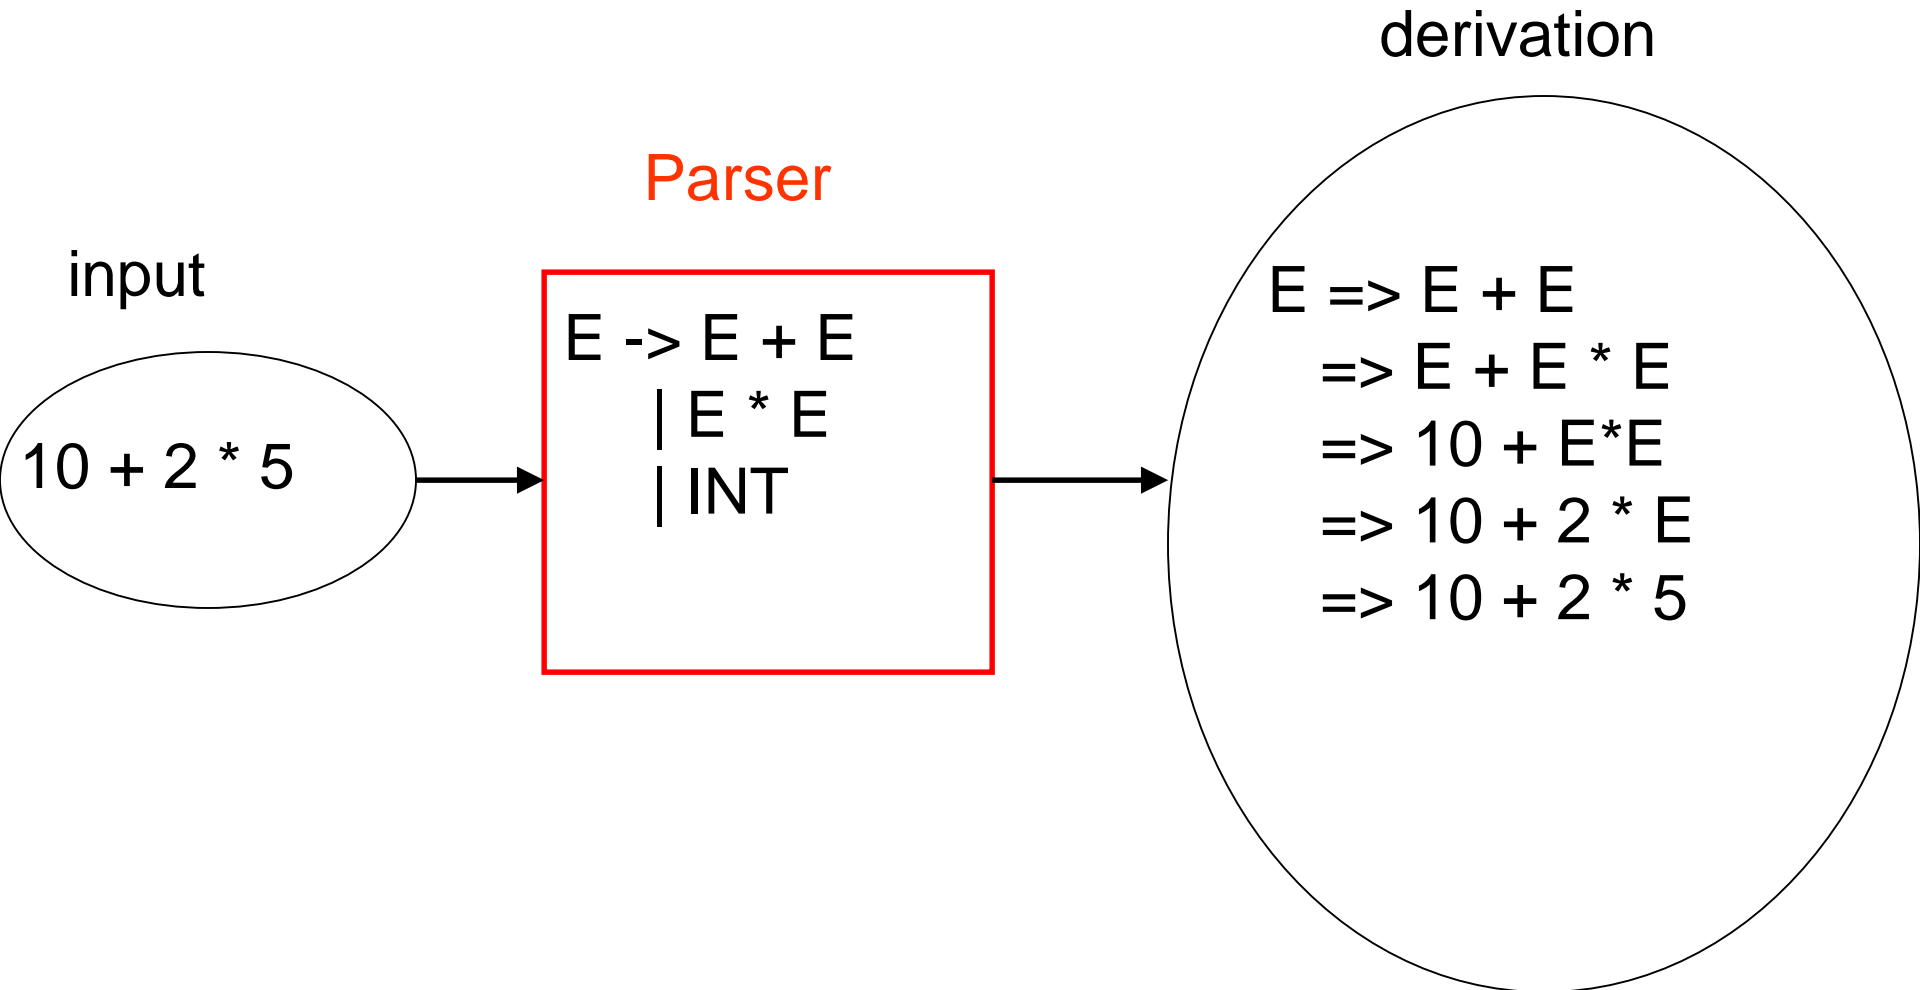 derivation
Parser
input
E -> E + E
| E * E
| INT
10 + 2 * 5
E => E + E
=> E + E * E
=> 10 + E*E
=> 10 + 2 * E
=> 10 + 2 * 5